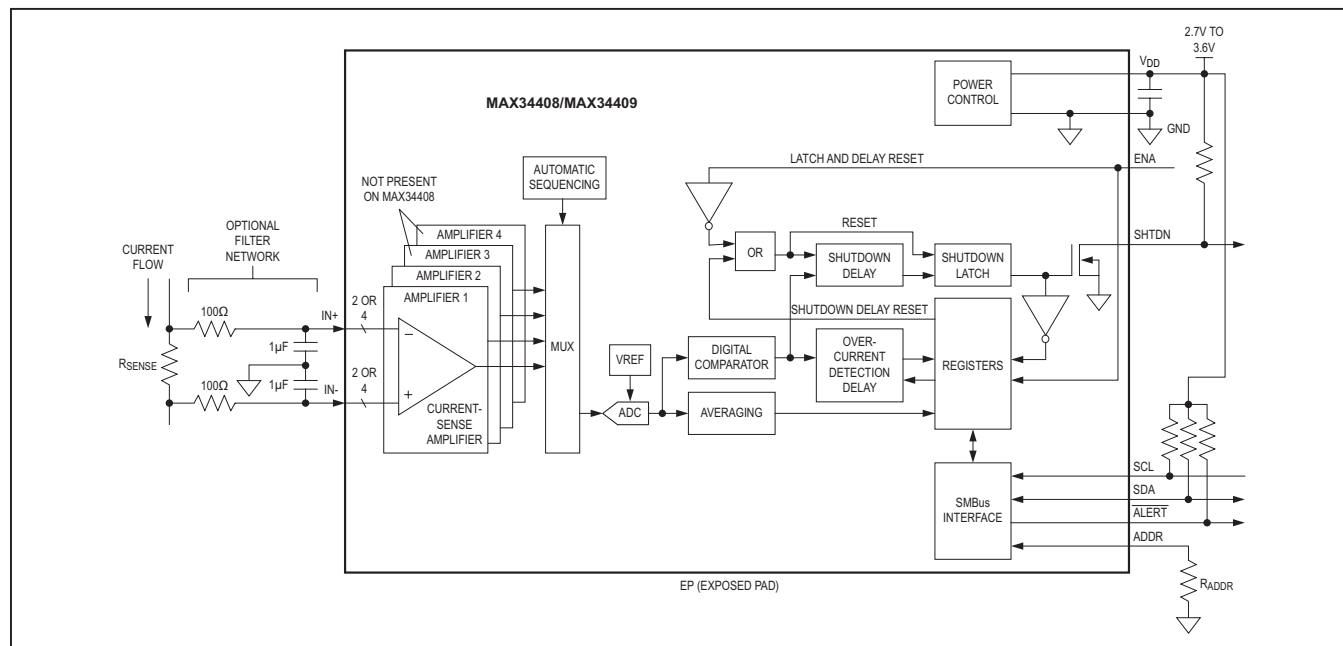 2.7V TO
3.6V
VDD
POWER
CONTROL
GND
MAX34408/MAX34409
LATCH AND DELAY RESET
ENA
AUTOMATIC
SEQUENCING
NOT PRESENT
ON MAX34408
OPTIONAL
FILTER
NETWORK
CURRENT
FLOW
AMPLIFIER 4
AMPLIFIER 3
AMPLIFIER 2
AMPLIFIER 1
OR
RESET
SHUTDOWN
DELAY
SHUTDOWN
LATCH
SHTDN
100Ω
IN+
2 OR
4
−
1µF
RSENSE
1µF
100Ω
IN-
2 OR
4
+
CURRENT-
SENSE
AMPLIFIER
MUX
VREF
ADC
SHUTDOWN DELAY RESET
DIGITAL
COMPARATOR
OVER-
CURRENT
DETECTION
DELAY
REGISTERS
AVERAGING
SMBus
INTERFACE
SCL
SDA
ALERT
ADDR
RADDR
EP (EXPOSED PAD)